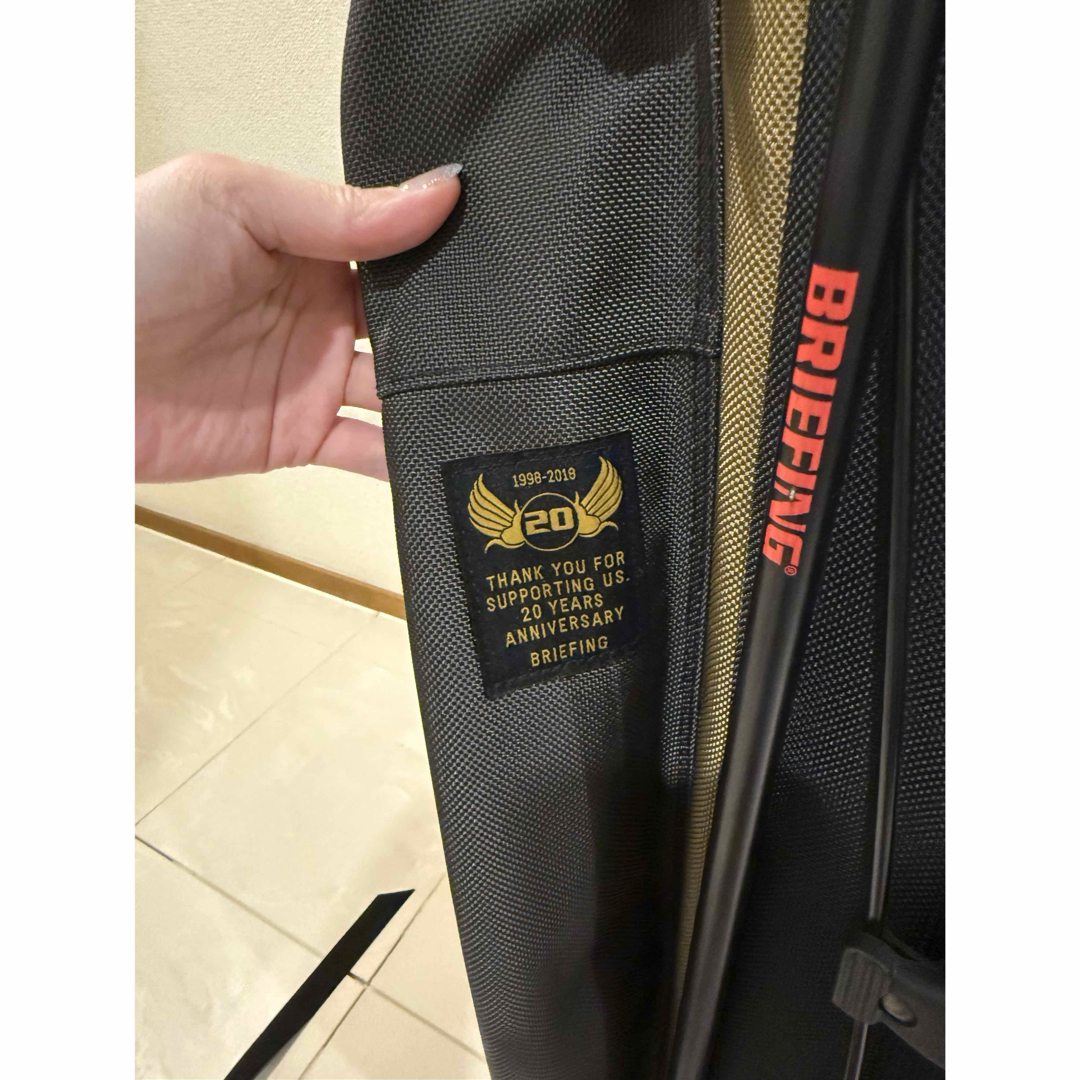 1998-2018
20
THANK YOU FOR
SUPPORTING US.
20 YEARS
ANNIVERSARY
BRIEFING
BRIEFING®